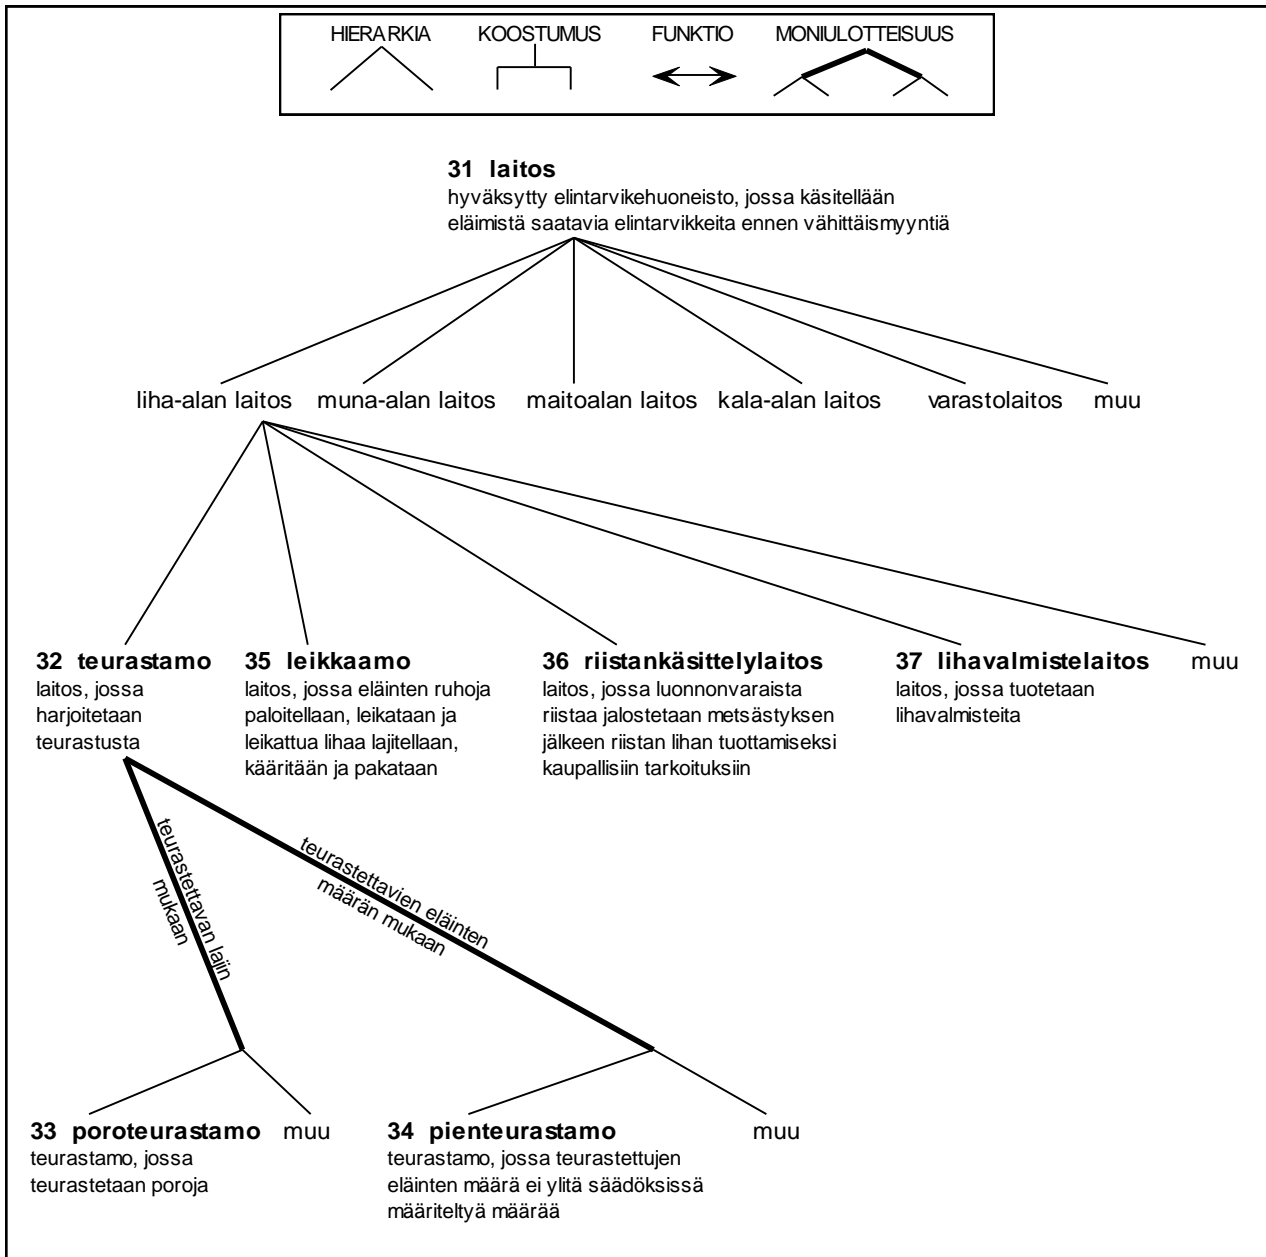 HIERARKIA KOOSTUMUS FUNKTIO MONIULOTTEISUUS
31 laitos
hyväksytty elintarvikehuoneisto, jossa käsitellään
eläimistä saatavia elintarvikkeita ennen vähittäismyyntiä
liha-alan laitos muna-alan laitos maitoalan laitos kala-alan laitos varastolaitos muu
32 teurastamo
laitos, jossa
harjoitetaan
teurastusta
35 leikkaamo
laitos, jossa eläinten ruhoja
paloitellaan, leikataan ja
leikattua lihaa lajitellaan,
kääritään ja pakataan
36 riistankäsittelylaitos
laitos, jossa luonnonvaraista
riistaa jalostetaan metsästyksen
jälkeen riistan lihan tuottamiseksi
kaupallisiin tarkoituksiin
37 lihavalmistelaitos
laitos, jossa tuotetaan
lihavalmisteita
muu
teurastettavan lajin
mukaan
teurastettavien eläinten
määrän mukaan
33 poroteurastamo
teurastamo, jossa
teurastetaan poroja
muu
34 pienteurastamo
teurastamo, jossa teurastettujen
eläinten määrä ei ylitä säädöksissä
määriteltyä määrää
muu